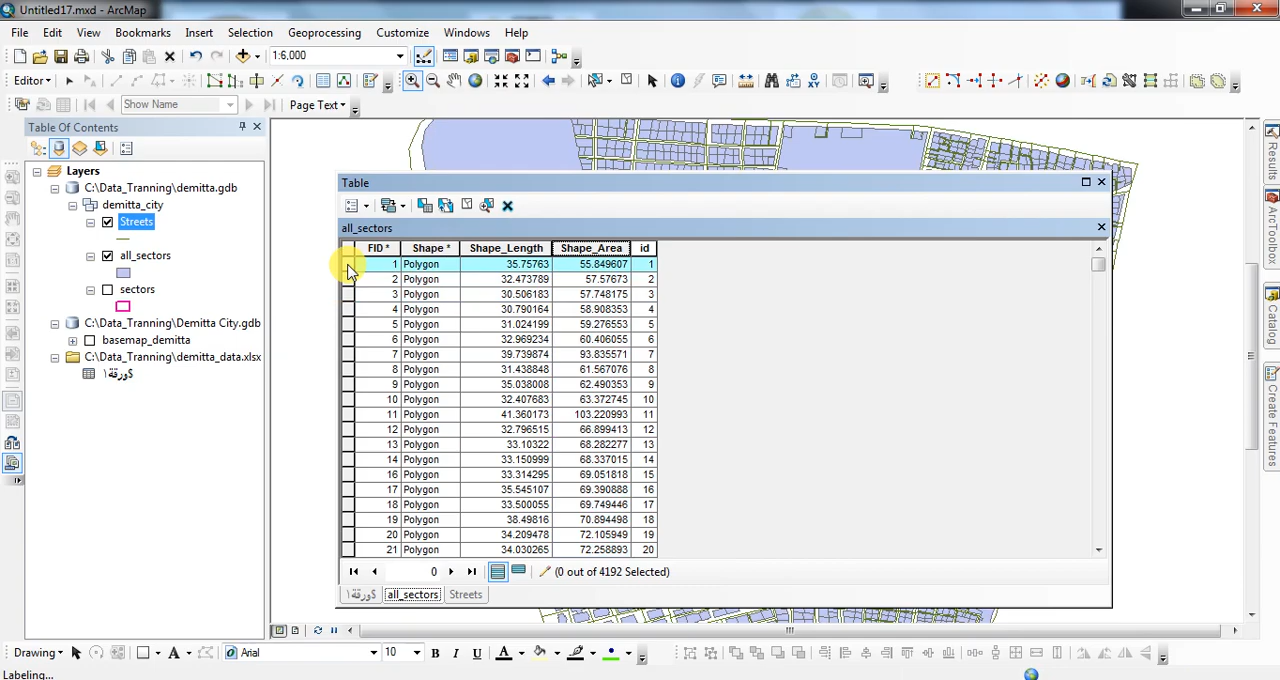 Untitled17.mxd - ArcMap
File Edit View Bookmarks Insert Selection Geoprocessing Customize Windows Help
1:6,000
Editor
Show Name Page Text
Table Of Contents
Layers
C:\Data_Tranning\demitta.gdb
demitta_city
Streets
all_sectors
sectors
C:\Data_Tranning\Demitta City.gdb
basemap_demitta
C:\Data_Tranning\demitta_data.xlsx
ورقة١$
Table
all_sectors
FID * Shape * Shape_Length Shape_Area id
1 Polygon 35.75763 55.849607 1
2 Polygon 32.473789 57.57673 2
3 Polygon 30.506183 57.748175 3
4 Polygon 30.790164 58.908353 4
5 Polygon 31.024199 59.276553 5
6 Polygon 32.969234 60.406055 6
7 Polygon 39.739874 93.835571 7
8 Polygon 31.438848 61.567076 8
9 Polygon 35.038008 62.490353 9
10 Polygon 32.407683 63.372745 10
11 Polygon 41.360173 103.220993 11
12 Polygon 32.796515 66.899413 12
13 Polygon 33.10322 68.282277 13
14 Polygon 33.150999 68.337015 14
16 Polygon 33.314295 69.051818 15
17 Polygon 35.545107 69.390888 16
18 Polygon 33.500055 69.749446 17
19 Polygon 38.49816 70.894498 18
20 Polygon 34.209478 72.105949 19
21 Polygon 34.030265 72.258893 20
0 (0 out of 4192 Selected)
ورقة١$ all_sectors Streets
Results
ArcToolbox
Catalog
Create Features
Drawing A Arial 10 B I U A
Labeling...